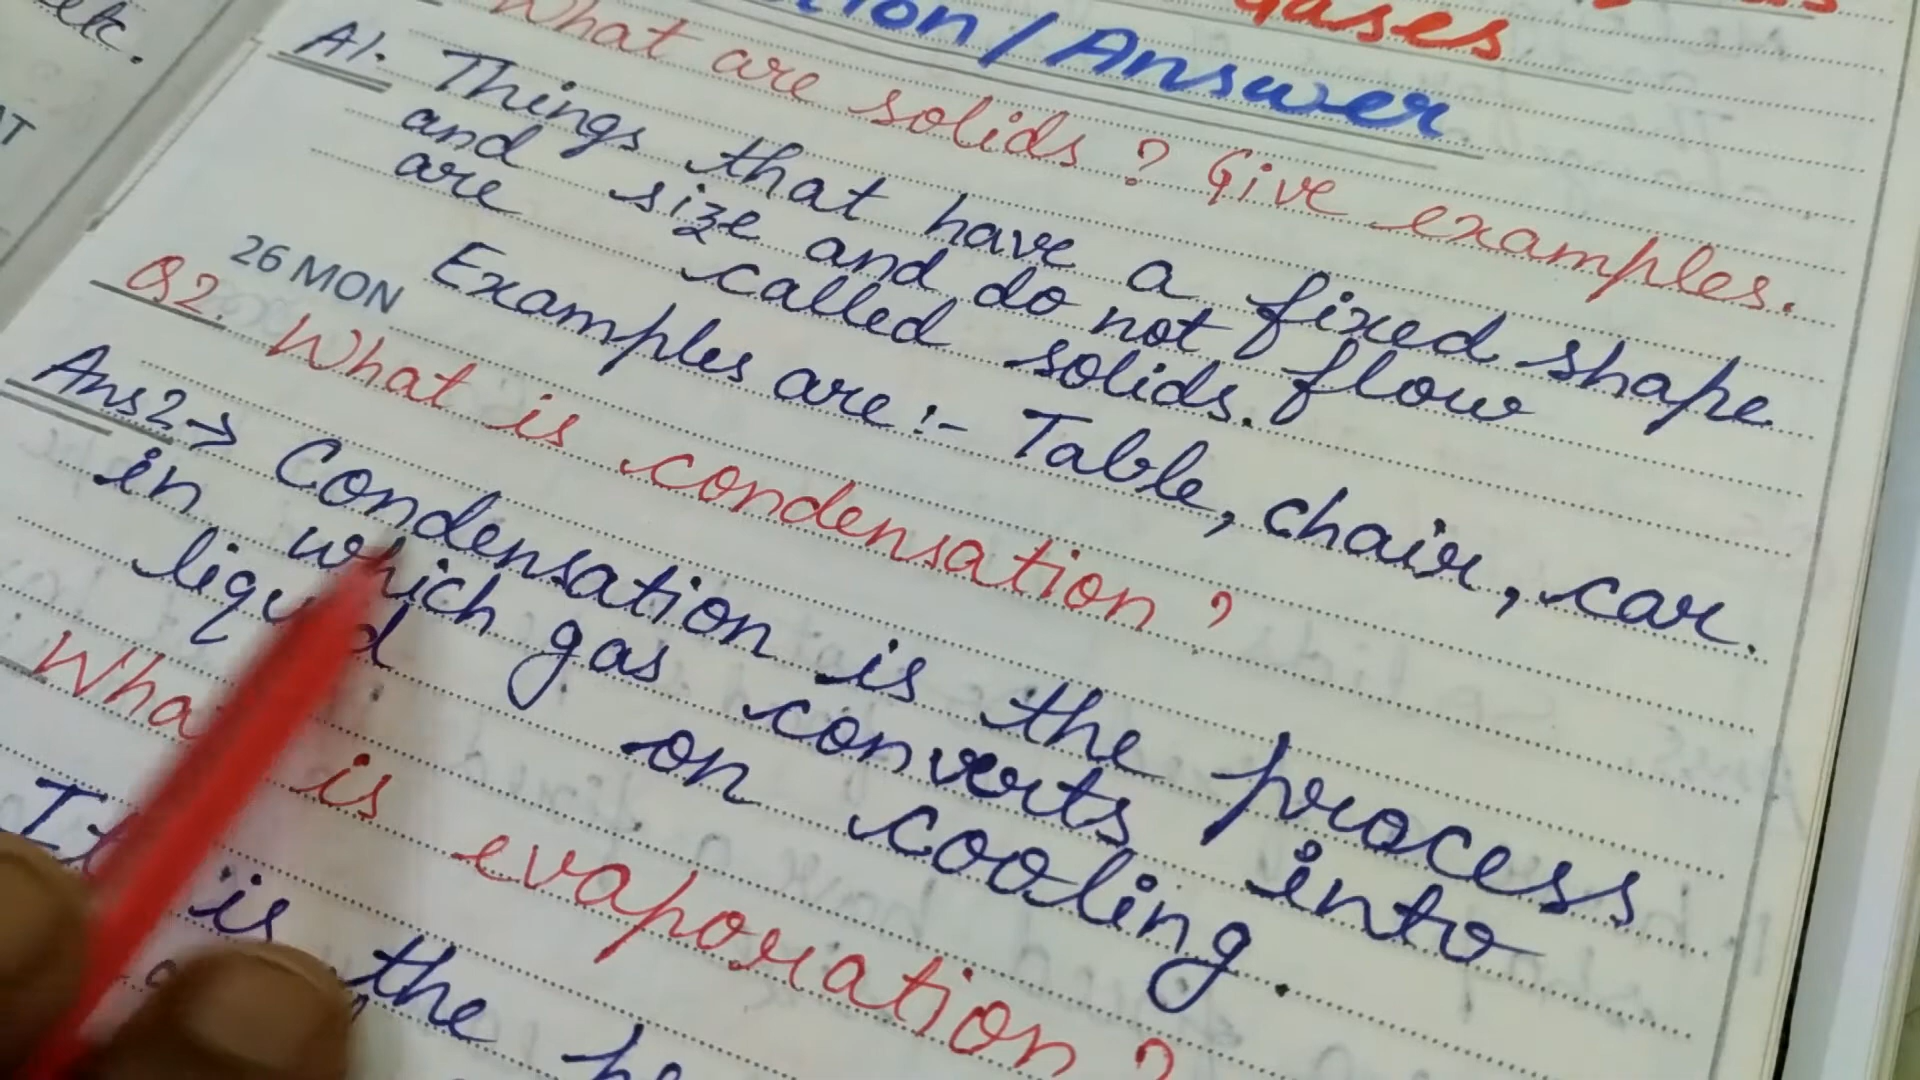 etc.
AT
Gases
/Answer
What are solids? Give examples.
A1. Things that have a fixed shape
and size and do not flow
are called solids.
Examples are:- Table, chair, car.
26 MON
Q2. What is condensation?
Ans2→ Condensation is the process
in which gas converts into
liquid on cooling.
What is evaporation?
It is the